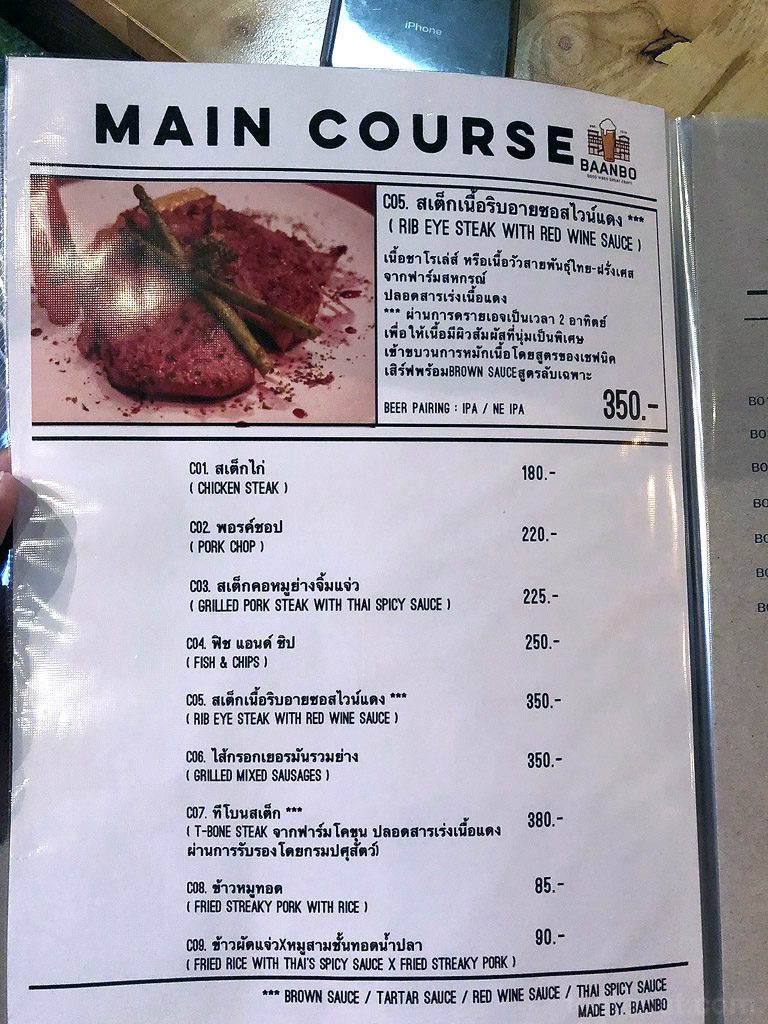 iPhone
MAIN COURSE
BAANBO
C05. สเต็กเนื้อริบอายซอสไวน์แดง ***
( RIB EYE STEAK WITH RED WINE SAUCE )
เนื้อชาโรเล่ส์ หรือเนื้อวัวสายพันธุ์ไทย-ฝรั่งเศส
จากฟาร์มสหกรณ์
ปลอดสารเร่งเนื้อแดง
*** ผ่านการดรายเอจเป็นเวลา 2 อาทิตย์
เพื่อให้เนื้อมีผิวสัมผัสที่นุ่มเป็นพิเศษ
เข้าขบวนการหมักเนื้อโดยสูตรของเชฟนิค
เสิร์ฟพร้อมBROWN SAUCEสูตรลับเฉพาะ
BEER PAIRING : IPA / NE IPA
350.-
C01. สเต็กไก่ 180.-
( CHICKEN STEAK )
C02. พอร์คชอป 220.-
( PORK CHOP )
C03. สเต็กคอหมูย่างจิ้มแจ่ว 225.-
( GRILLED PORK STEAK WITH THAI SPICY SAUCE )
C04. ฟิช แอนด์ ชิป 250.-
( FISH & CHIPS )
C05. สเต็กเนื้อริบอายซอสไวน์แดง *** 350.-
( RIB EYE STEAK WITH RED WINE SAUCE )
C06. ไส้กรอกเยอรมันรวมย่าง 350.-
( GRILLED MIXED SAUSAGES )
C07. ทีโบนสเต็ก *** 380.-
( T-BONE STEAK จากฟาร์มโคขุน ปลอดสารเร่งเนื้อแดง
ผ่านการรับรองโดยกรมปศุสัตว์)
C08. ข้าวหมูทอด 85.-
( FRIED STREAKY PORK WITH RICE )
C09. ข้าวผัดแจ่วXหมูสามชั้นทอดน้ำปลา 90.-
( FRIED RICE WITH THAI'S SPICY SAUCE X FRIED STREAKY PORK )
*** BROWN SAUCE / TARTAR SAUCE / RED WINE SAUCE / THAI SPICY SAUCE
MADE BY. BAANBO